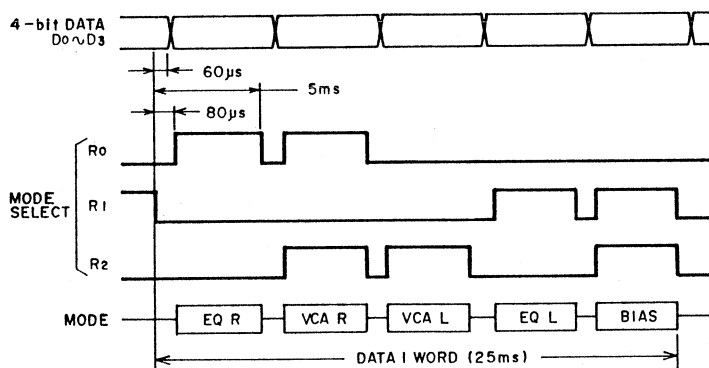 4-bit DATA
D0~D3
60μs
5ms
80μs
MODE SELECT
R0
R1
R2
MODE
EQ R
VCA R
VCA L
EQ L
BIAS
DATA 1 WORD (25ms)